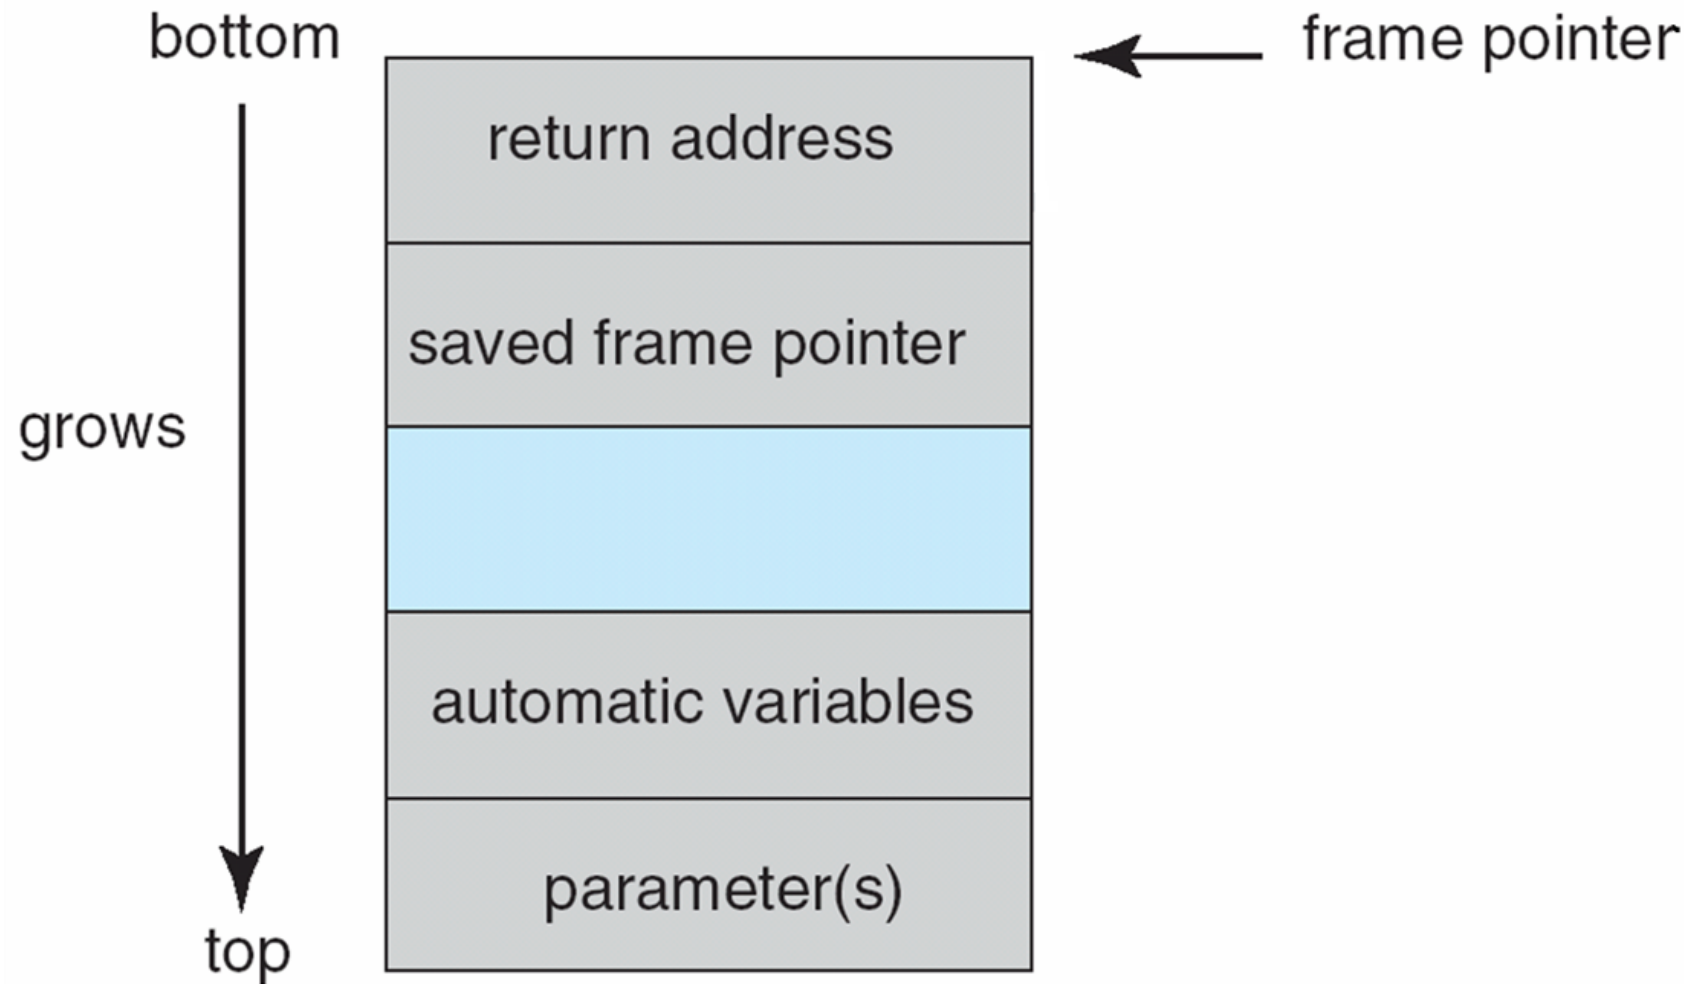 bottom
frame pointer
return address
saved frame pointer
grows
automatic variables
parameter(s)
top